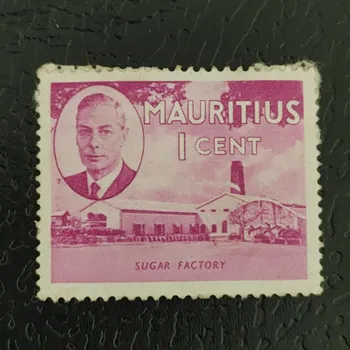 MAURITIUS
1 CENT
SUGAR FACTORY